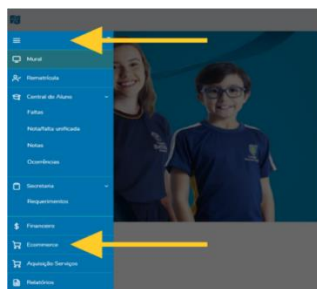 Mural
Rematrícula
Central do Aluno
Faltas
Nota/falta unificada
Notas
Ocorrências
Secretaria
Requerimentos
Financeiro
Ecommerce
Aquisição Serviços
Relatórios